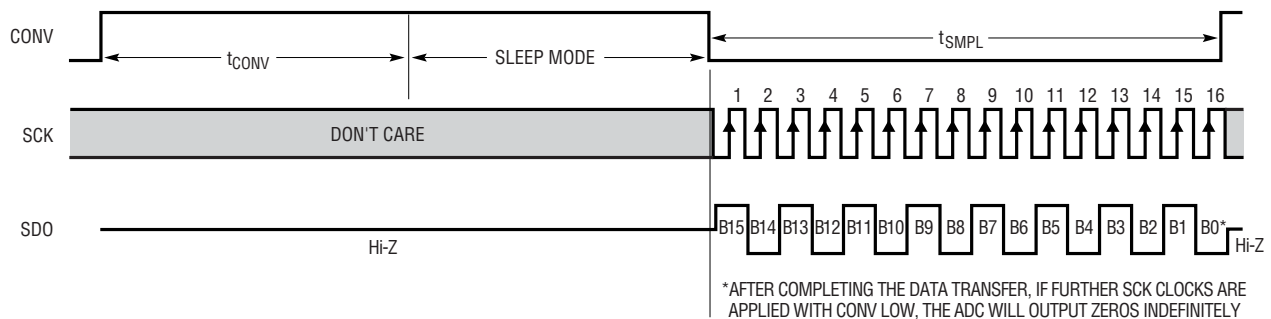 CONV
tCONV
SLEEP MODE
tSMPL
1 2 3 4 5 6 7 8 9 10 11 12 13 14 15 16
SCK
DON'T CARE
SDO
B15 B14 B13 B12 B11 B10 B9 B8 B7 B6 B5 B4 B3 B2 B1 B0*
Hi-Z
Hi-Z
*AFTER COMPLETING THE DATA TRANSFER, IF FURTHER SCK CLOCKS ARE
APPLIED WITH CONV LOW, THE ADC WILL OUTPUT ZEROS INDEFINITELY